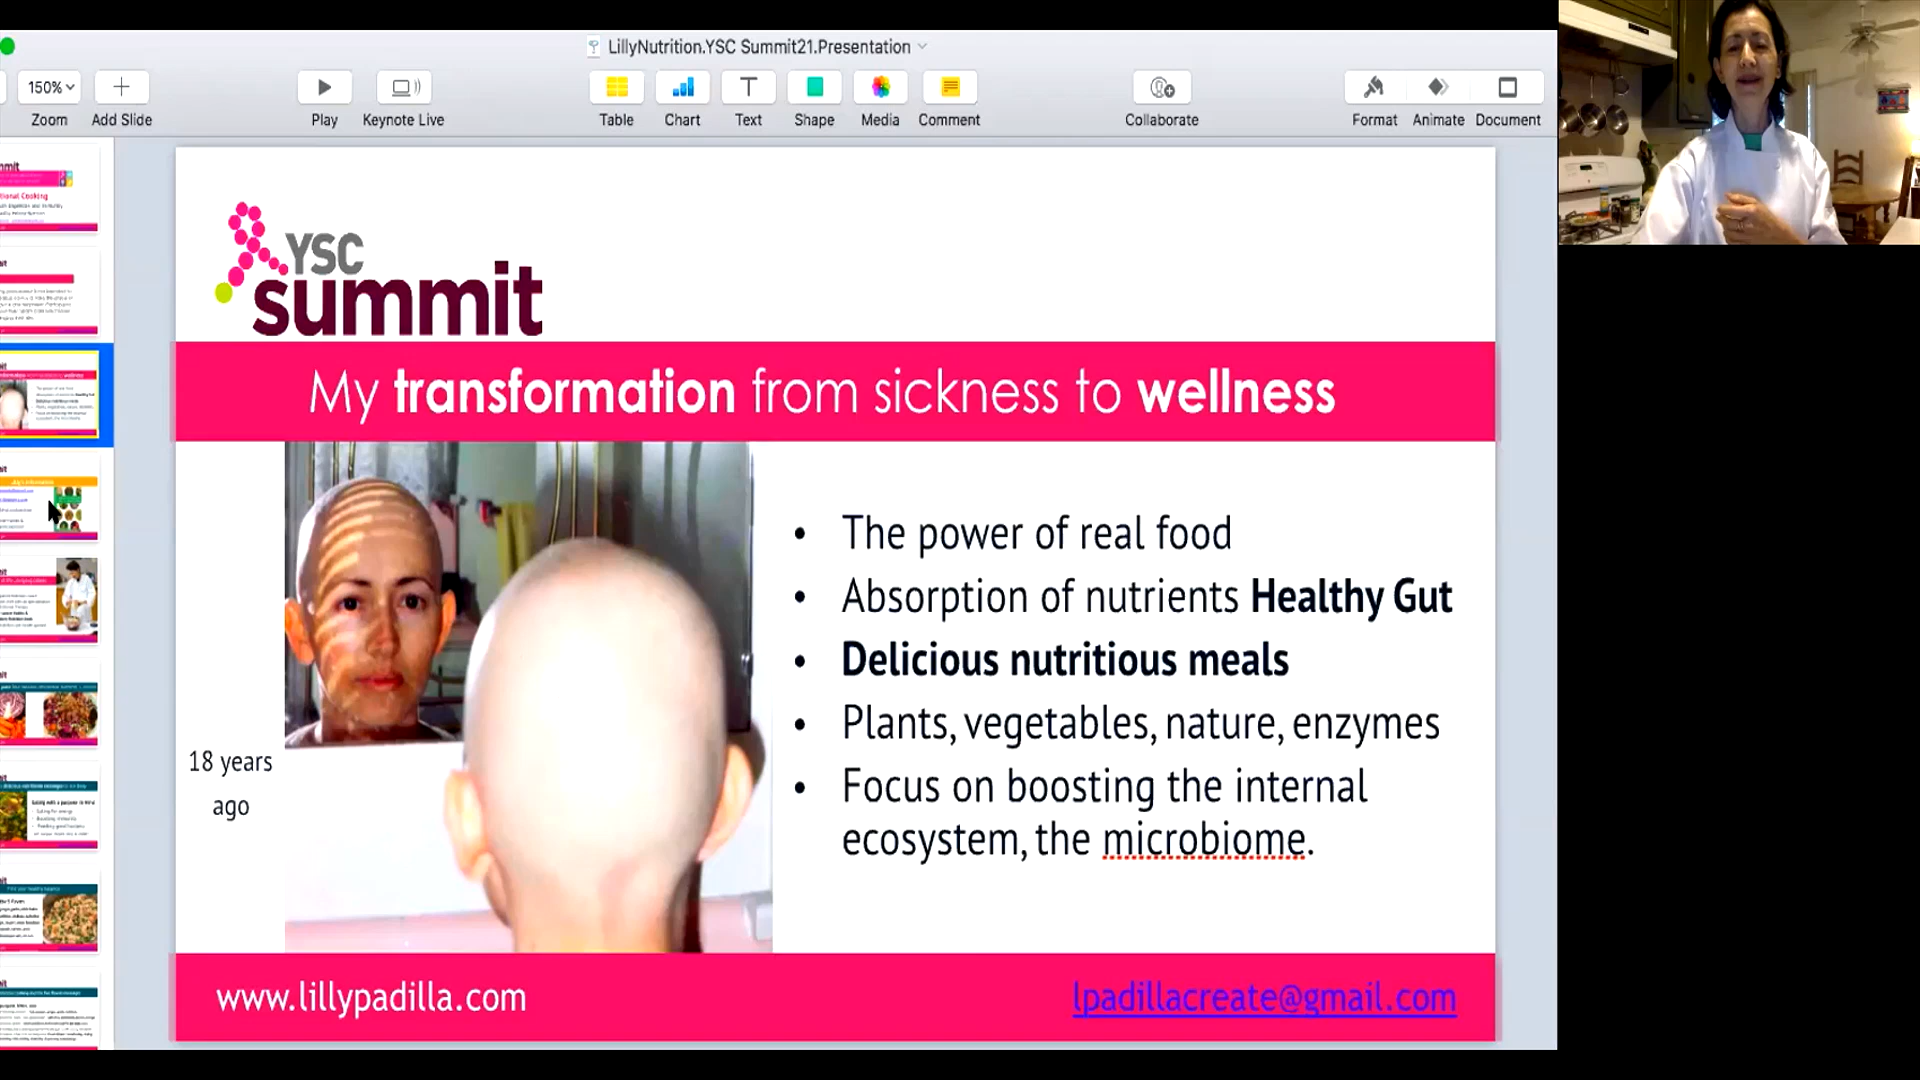 LillyNutrition.YSC Summit21.Presentation
150%
Zoom
Add Slide
Play
Keynote Live
Table
Chart
Text
Shape
Media
Comment
Collaborate
Format
Animate
Document
YSC
summit
My transformation from sickness to wellness
• The power of real food
• Absorption of nutrients Healthy Gut
• Delicious nutritious meals
• Plants, vegetables, nature, enzymes
• Focus on boosting the internal
ecosystem, the microbiome.
18 years
ago
www.lillypadilla.com
lpadillacreate@gmail.com